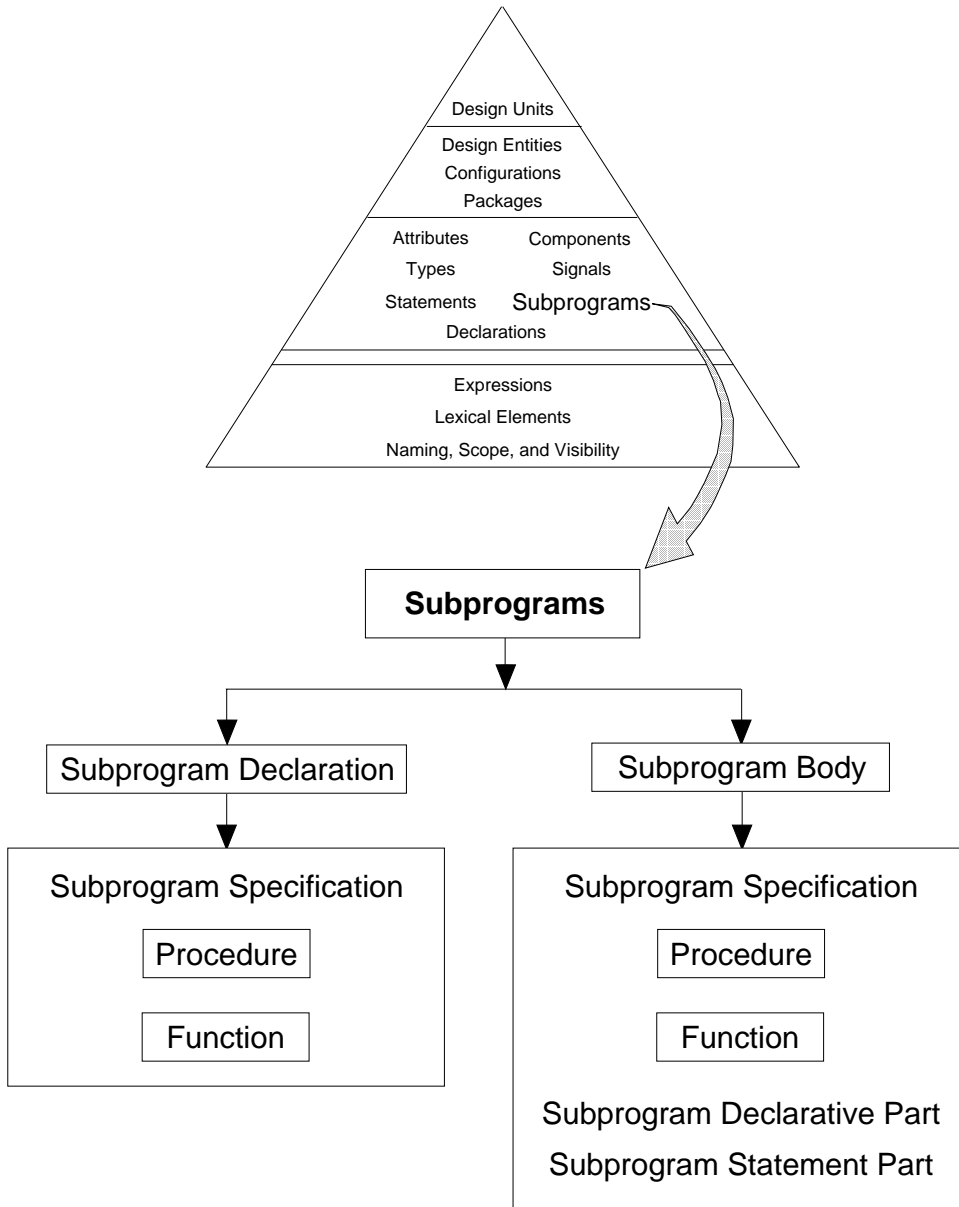 Design Units
Design Entities
Configurations
Packages
Attributes Components
Types Signals
Statements Subprograms
Declarations
Expressions
Lexical Elements
Naming, Scope, and Visibility
Subprograms
Subprogram Declaration
Subprogram Body
Subprogram Specification
Procedure
Function
Subprogram Specification
Procedure
Function
Subprogram Declarative Part
Subprogram Statement Part